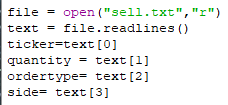 file = open("sell.txt","r")
text = file.readlines()
ticker=text[0]
quantity = text[1]
ordertype= text[2]
side= text[3]